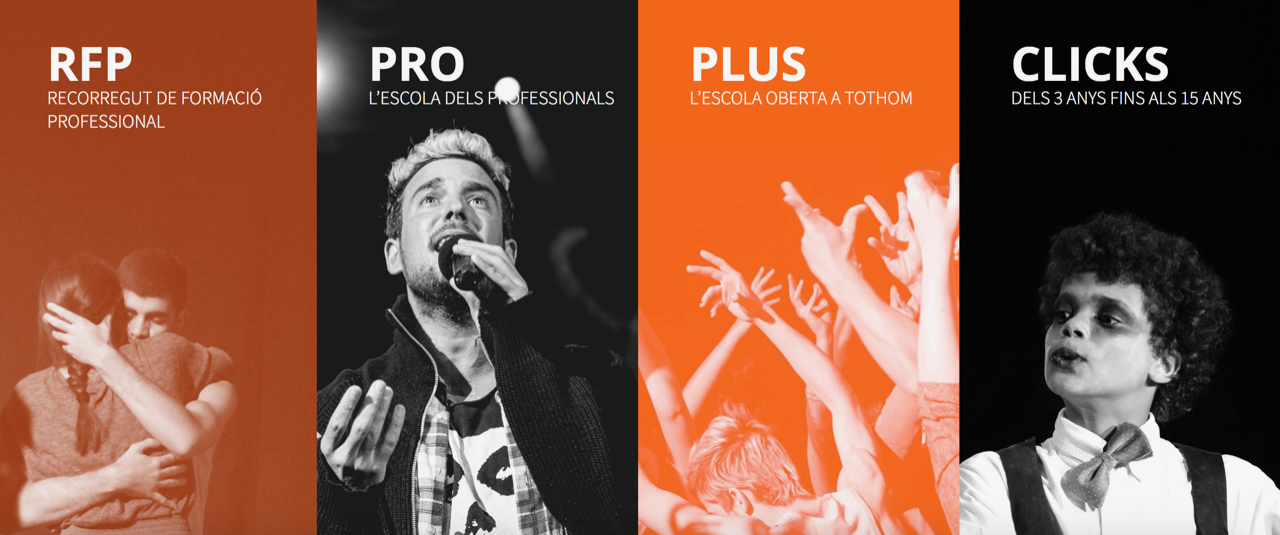 RFP
RECORREGUT DE FORMACIÓ
PROFESSIONAL
PRO
L'ESCOLA DELS PROFESSIONALS
PLUS
L'ESCOLA OBERTA A TOTHOM
CLICKS
DELS 3 ANYS FINS ALS 15 ANYS